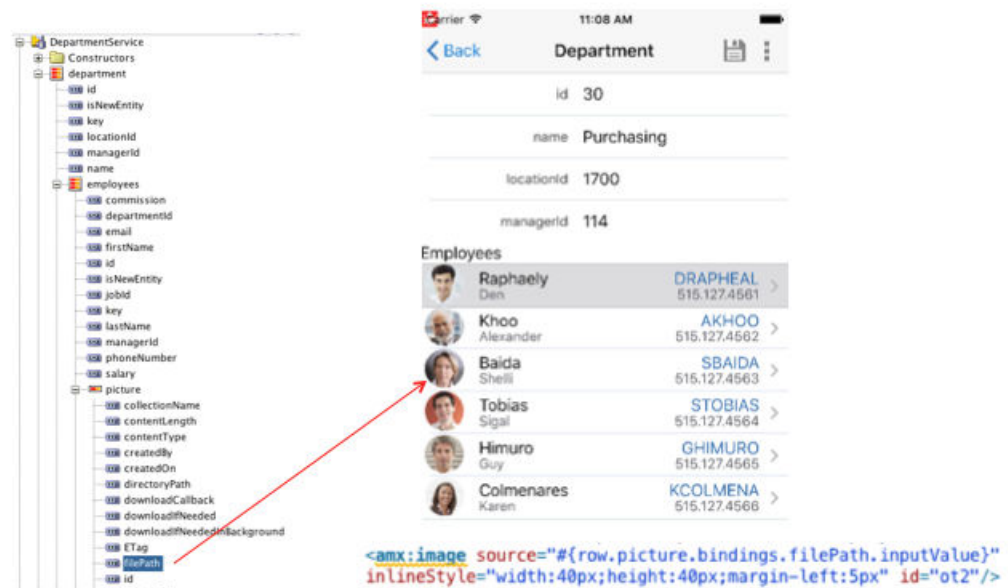 DepartmentService
Constructors
department
id
isNewEntity
key
locationId
managerId
name
employees
commission
departmentId
email
firstName
id
isNewEntity
jobId
key
lastName
managerId
phoneNumber
salary
picture
collectionName
contentLength
contentType
createdBy
createdOn
directoryPath
downloadCallback
downloadIfNeeded
downloadIfNeededInBackground
ETag
filePath
id
Carrier 11:08 AM
Back Department
id 30
name Purchasing
locationId 1700
managerId 114
Employees
Raphaely DRAPHEAL
Den 515.127.4561
Khoo AKHOO
Alexander 515.127.4562
Baida SBAIDA
Shelli 515.127.4563
Tobias STOBIAS
Sigal 515.127.4564
Himuro GHIMURO
Guy 515.127.4565
Colmenares KCOLMENA
Karen 515.127.4566
<amx:image source="#{row.picture.bindings.filePath.inputValue}"
inlineStyle="width:40px;height:40px;margin-left:5px" id="ot2"/>